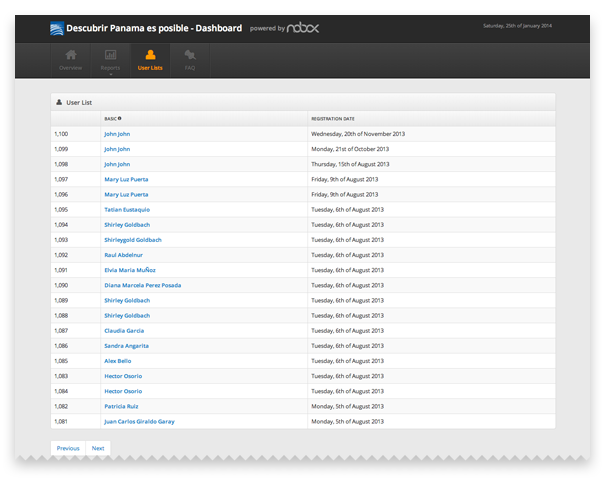 Descubrir Panama es posible - Dashboard powered by nobox Saturday, 25th of January 2014
Overview Reports User Lists FAQ
User List
BASIC REGISTRATION DATE
1,100 John John Wednesday, 20th of November 2013
1,099 John John Monday, 21st of October 2013
1,098 John John Thursday, 15th of August 2013
1,097 Mary Luz Puerta Friday, 9th of August 2013
1,096 Mary Luz Puerta Friday, 9th of August 2013
1,095 Tatian Eustaquio Tuesday, 6th of August 2013
1,094 Shirley Goldbach Tuesday, 6th of August 2013
1,093 Shirleygold Goldbach Tuesday, 6th of August 2013
1,092 Raul Abdelnur Tuesday, 6th of August 2013
1,091 Elvia Maria MuÑoz Tuesday, 6th of August 2013
1,090 Diana Marcela Perez Posada Tuesday, 6th of August 2013
1,089 Shirley Goldbach Tuesday, 6th of August 2013
1,088 Shirley Goldbach Tuesday, 6th of August 2013
1,087 Claudia Garcia Tuesday, 6th of August 2013
1,086 Sandra Angarita Tuesday, 6th of August 2013
1,085 Alex Bello Tuesday, 6th of August 2013
1,083 Hector Osorio Tuesday, 6th of August 2013
1,084 Hector Osorio Tuesday, 6th of August 2013
1,082 Patricia Ruiz Monday, 5th of August 2013
1,081 Juan Carlos Giraldo Garay Monday, 5th of August 2013
Previous Next